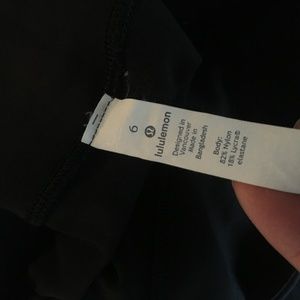 6
lululemon
Designed in
Vancouver
Made in
Bangladesh
Body:
82% Nylon
18% Lycra®
elastane